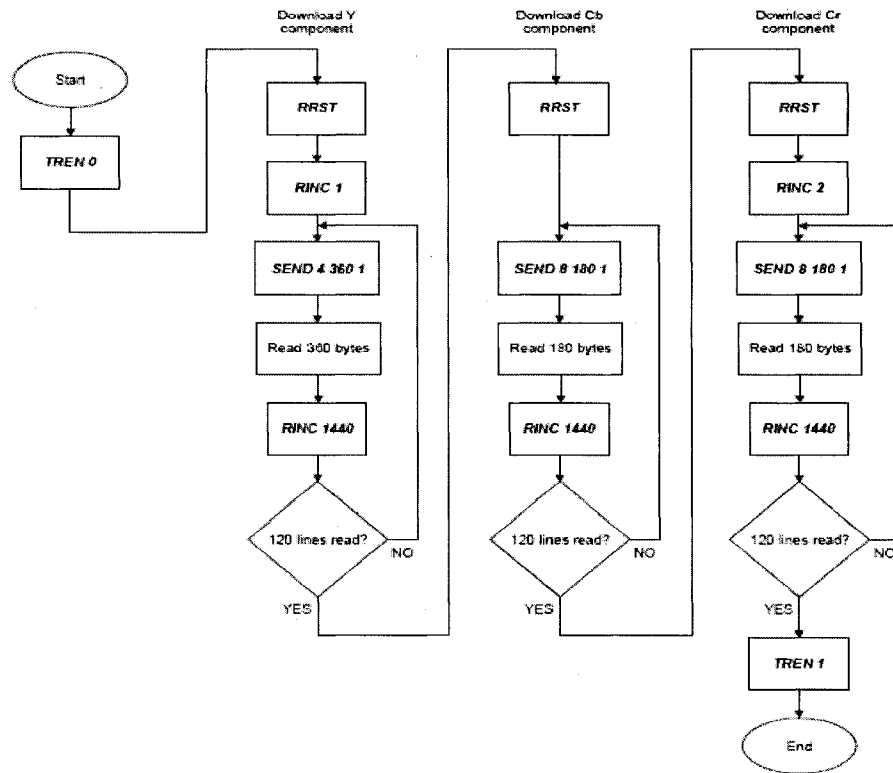 Download Y
component
Download Cb
component
Download Cr
component
Start
TREN 0
RRST
RINC 1
SEND 4 360 1
Read 360 bytes
RINC 1440
120 lines read?
NO
YES
RRST
SEND 8 180 1
Read 180 bytes
RINC 1440
120 lines read?
NO
YES
RRST
RINC 2
SEND 8 180 1
Read 180 bytes
RINC 1440
120 lines read?
NO
YES
TREN 1
End